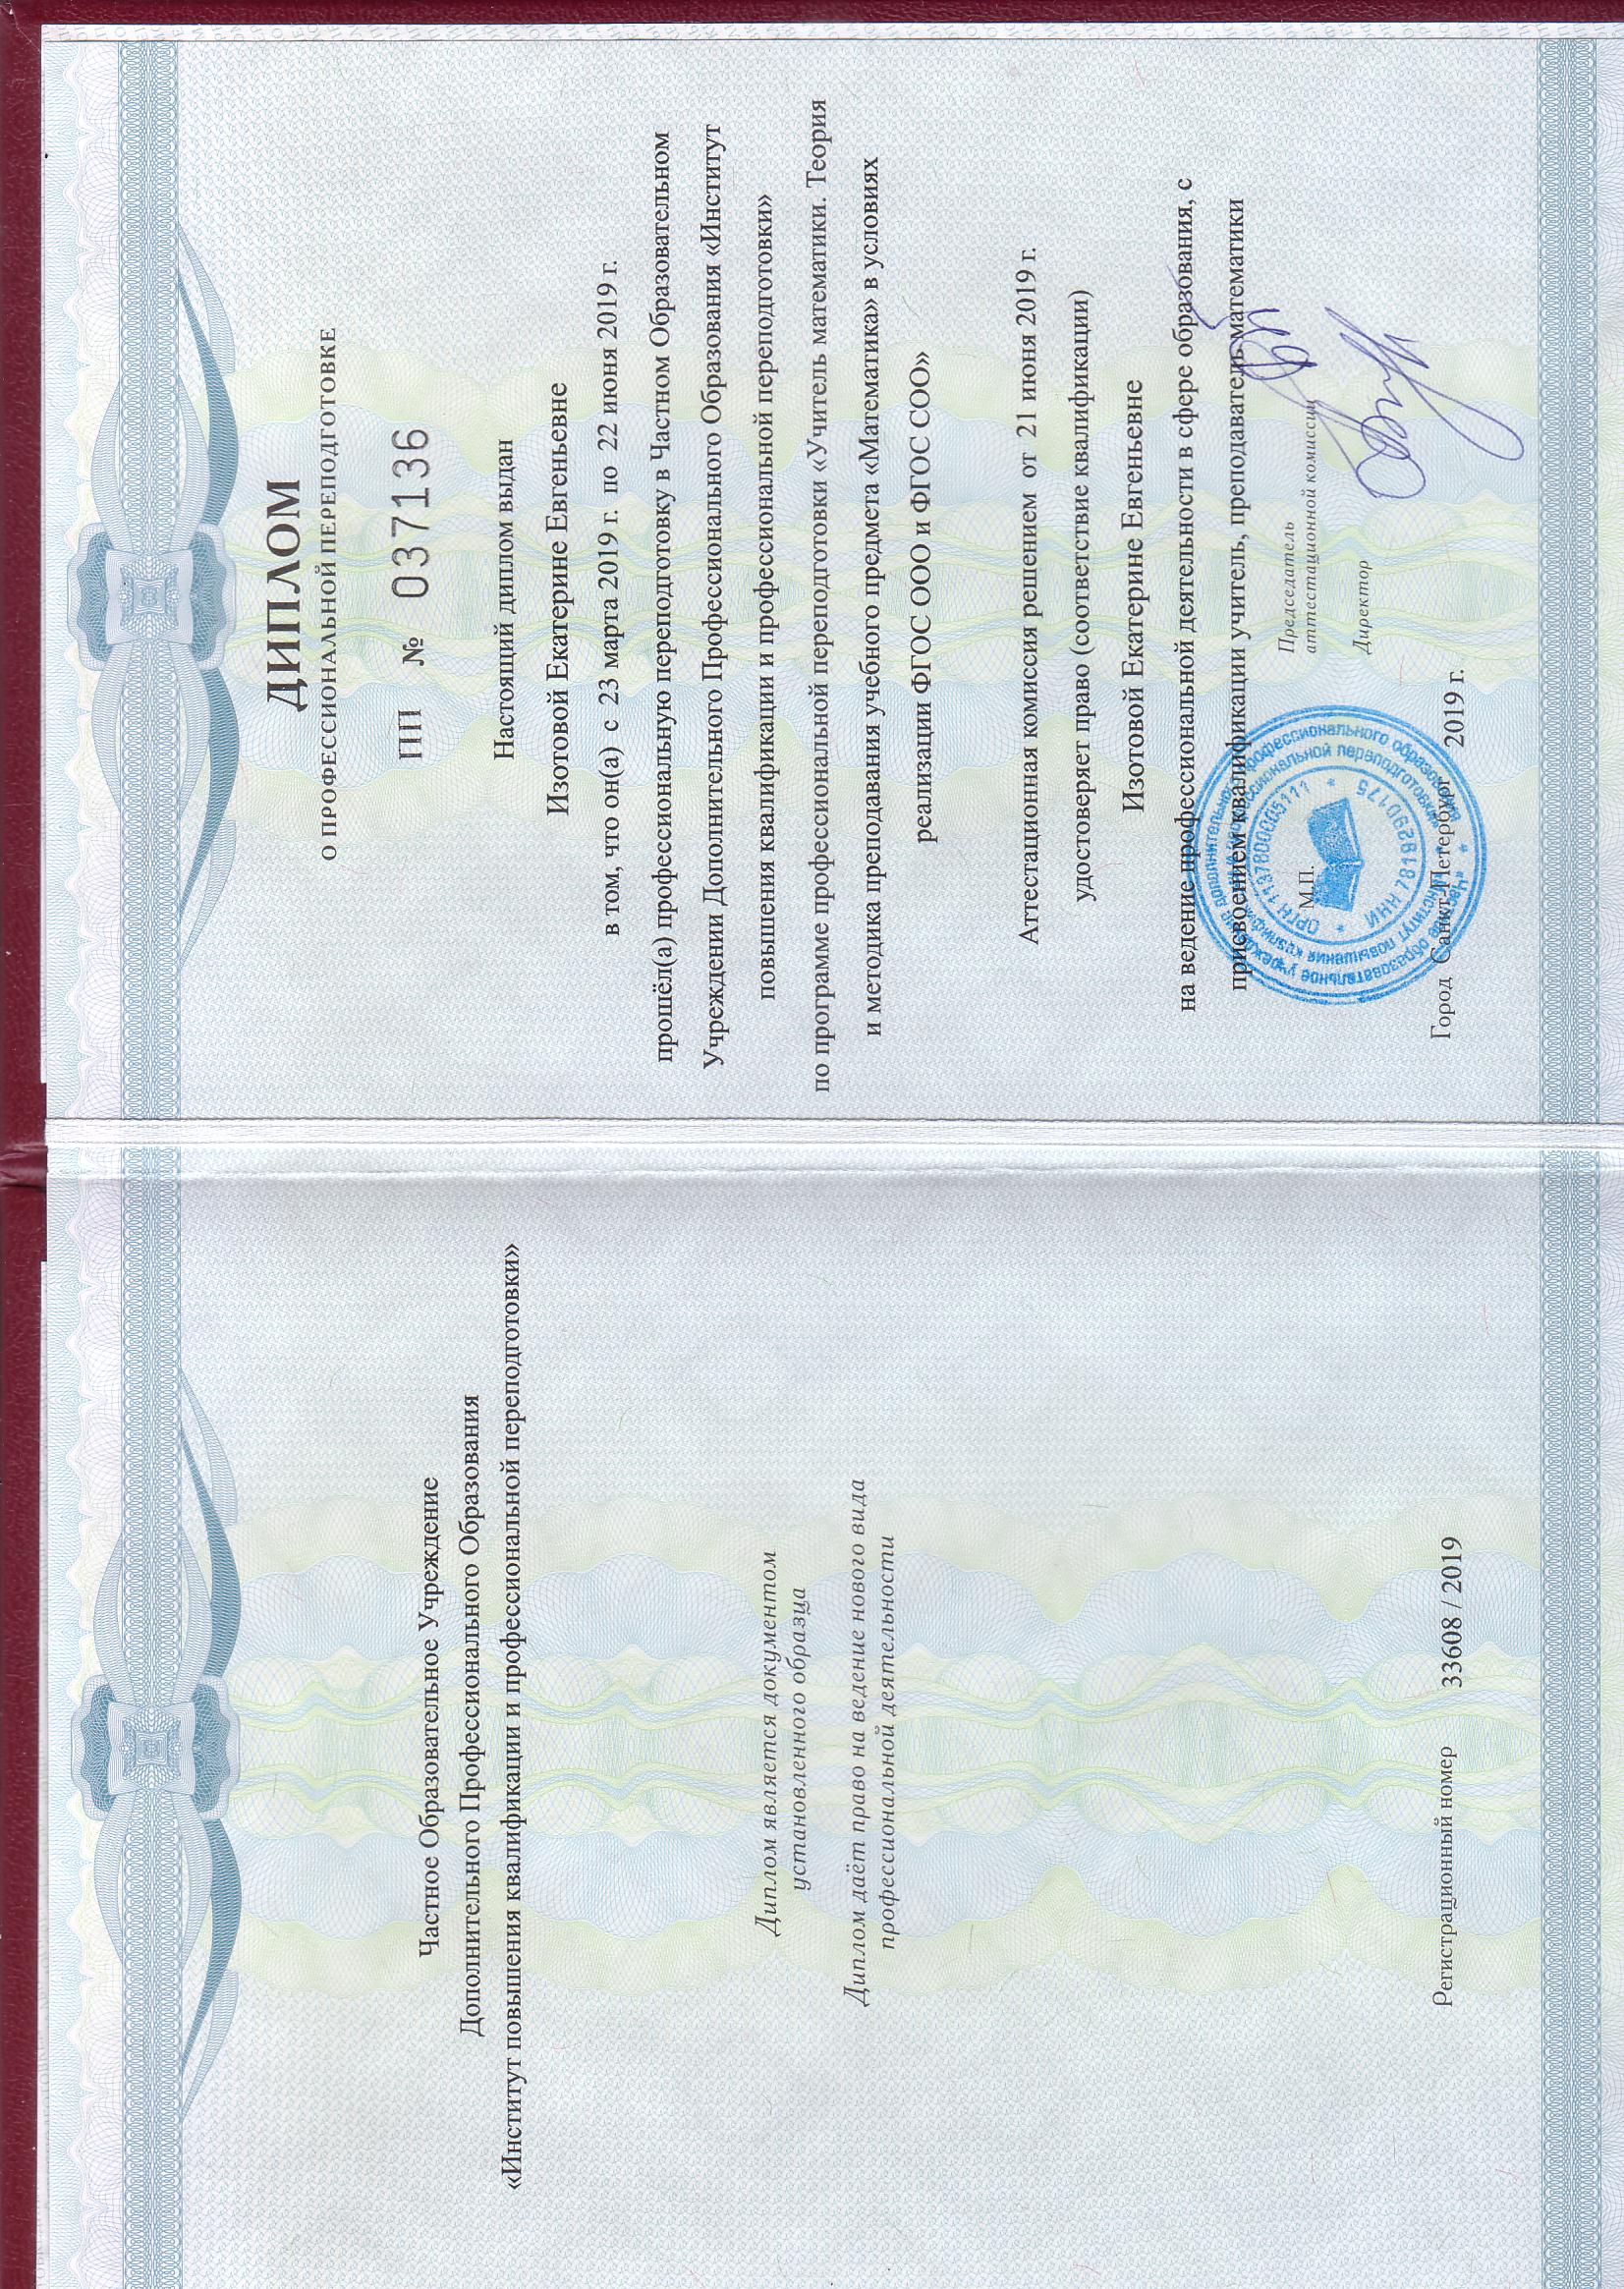 Частное Образовательное Учреждение
Дополнительного Профессионального Образования
«Институт повышения квалификации и профессиональной переподготовки»
Диплом является документом
установленного образца
Диплом даёт право на ведение нового вида
профессиональной деятельности
Регистрационный номер 33608 / 2019
ДИПЛОМ
О ПРОФЕССИОНАЛЬНОЙ ПЕРЕПОДГОТОВКЕ
ПП № 037136
Настоящий диплом выдан
Изотовой Екатерине Евгеньевне
в том, что он(а) с 23 марта 2019 г. по 22 июня 2019 г.
прошёл(а) профессиональную переподготовку в Частном Образовательном
Учреждении Дополнительного Профессионального Образования «Институт
повышения квалификации и профессиональной переподготовки»
по программе профессиональной переподготовки «Учитель математики. Теория
и методика преподавания учебного предмета «Математика» в условиях
реализации ФГОС ООО и ФГОС СОО»
Аттестационная комиссия решением от 21 июня 2019 г.
удостоверяет право (соответствие квалификации)
Изотовой Екатерине Евгеньевне
на ведение профессиональной деятельности в сфере образования, с
присвоением квалификации учитель, преподаватель математики
Председатель
аттестационной комиссии
М.П.
Директор
Город Санкт-Петербург 2019 г.
«Частное образовательное учреждение дополнительного профессионального образования
«Институт повышения квалификации и профессиональной переподготовки»
ОГРН 1137800005111
ИНН 7819290175